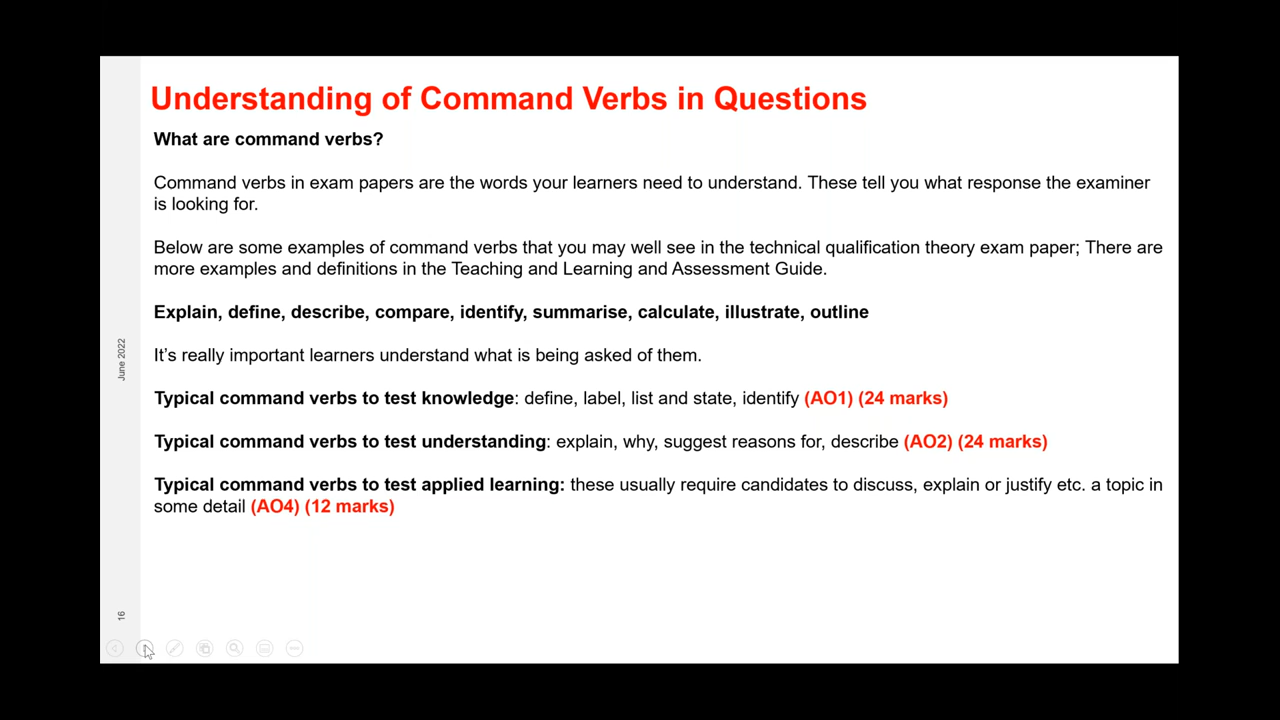 Understanding of Command Verbs in Questions
What are command verbs?
Command verbs in exam papers are the words your learners need to understand. These tell you what response the examiner
is looking for.
Below are some examples of command verbs that you may well see in the technical qualification theory exam paper; There are
more examples and definitions in the Teaching and Learning and Assessment Guide.
Explain, define, describe, compare, identify, summarise, calculate, illustrate, outline
It's really important learners understand what is being asked of them.
Typical command verbs to test knowledge: define, label, list and state, identify (AO1) (24 marks)
Typical command verbs to test understanding: explain, why, suggest reasons for, describe (AO2) (24 marks)
Typical command verbs to test applied learning: these usually require candidates to discuss, explain or justify etc. a topic in
some detail (AO4) (12 marks)
June 2022
16